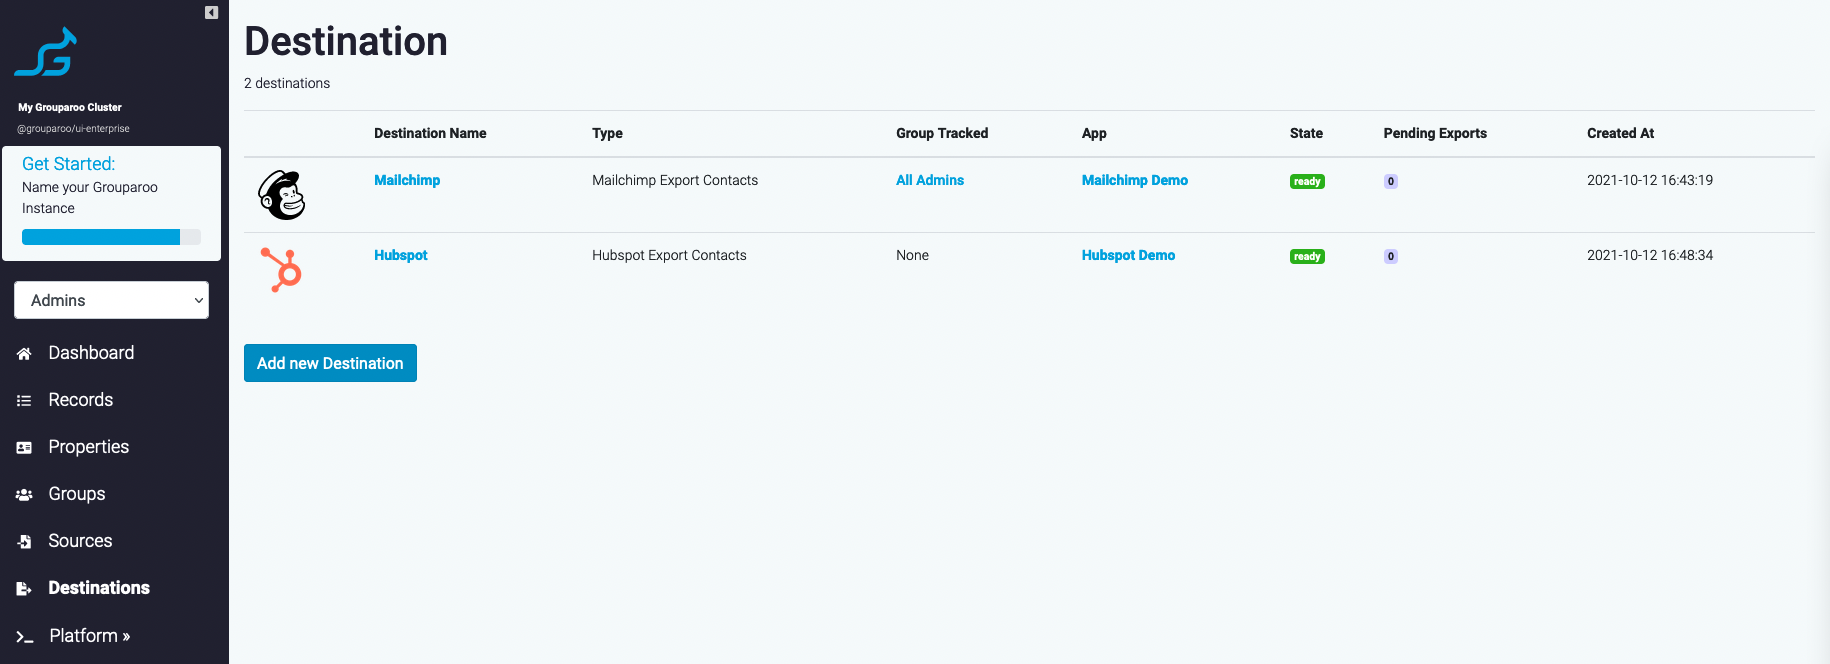 My Grouparoo Cluster
@grouparoo/ui-enterprise
Get Started:
Name your Grouparoo
Instance
Admins
Dashboard
Records
Properties
Groups
Sources
Destinations
Platform »
Destination
2 destinations
Destination Name Type Group Tracked App State Pending Exports Created At
Mailchimp Mailchimp Export Contacts All Admins Mailchimp Demo ready 0 2021-10-12 16:43:19
Hubspot Hubspot Export Contacts None Hubspot Demo ready 0 2021-10-12 16:48:34
Add new Destination